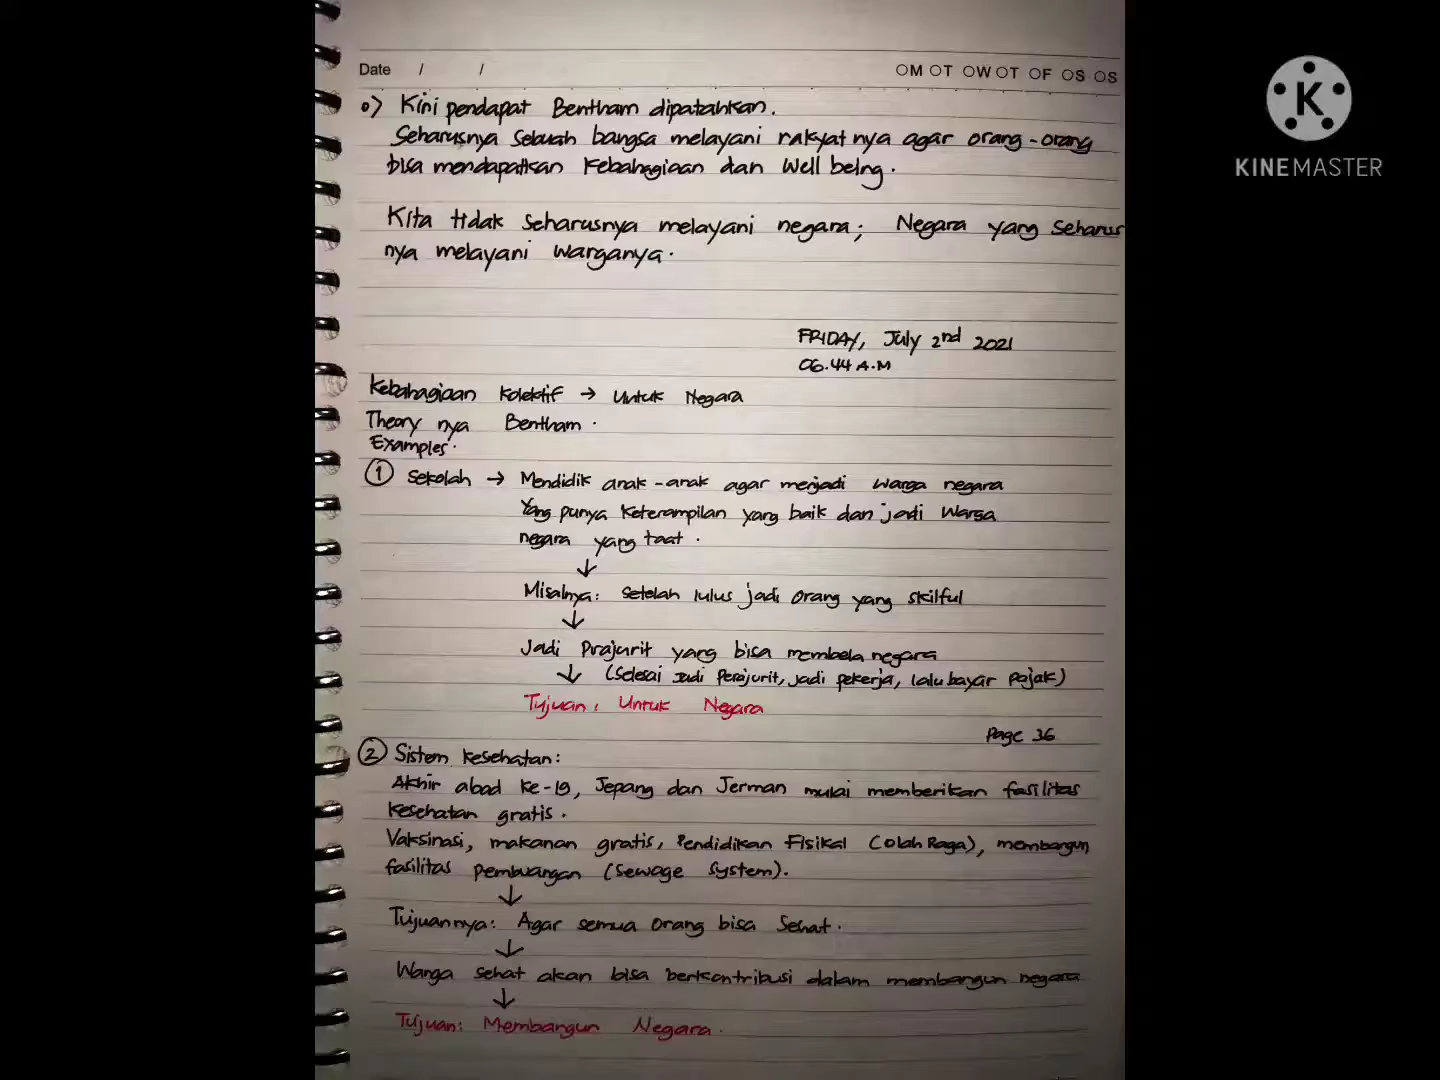 Date / /
OM OT OW OT OF OS OS
o) Kini pendapat Bentham dipatahkan.
Seharusnya sebuah bangsa melayani rakyatnya agar orang-orang
bisa mendapatkan kebahagiaan dan well being.
Kita tidak seharusnya melayani negara; Negara yang seharus
nya melayani warganya.
FRIDAY, July 2nd 2021
06.44 A.M
Kebahagiaan Kolektif → Untuk Negara
Theory nya Bentham.
Examples.
① Sekolah → Mendidik anak-anak agar menjadi warga negara
Yang punya keterampilan yang baik dan jadi warga
negara yang taat.
↓
Misalnya: Setelah lulus jadi orang yang skilful
↓
Jadi Prajurit yang bisa membela negara
↓ (Selesai Jadi Perajurit, jadi pekerja, lalu bayar pajak)
Tujuan: Untuk Negara
Page 36
② Sistem Kesehatan:
Akhir abad ke-19, Jepang dan Jerman mulai memberikan fasilitas
kesehatan gratis.
Vaksinasi, makanan gratis, Pendidikan Fisikal (Olah Raga), membangun
fasilitas pembuangan (Sewage System).
↓
Tujuannya: Agar semua orang bisa Sehat.
↓
Warga sehat akan bisa berkontribusi dalam membangun negara
↓
Tujuan: Membangun Negara.
K
KINEMASTER